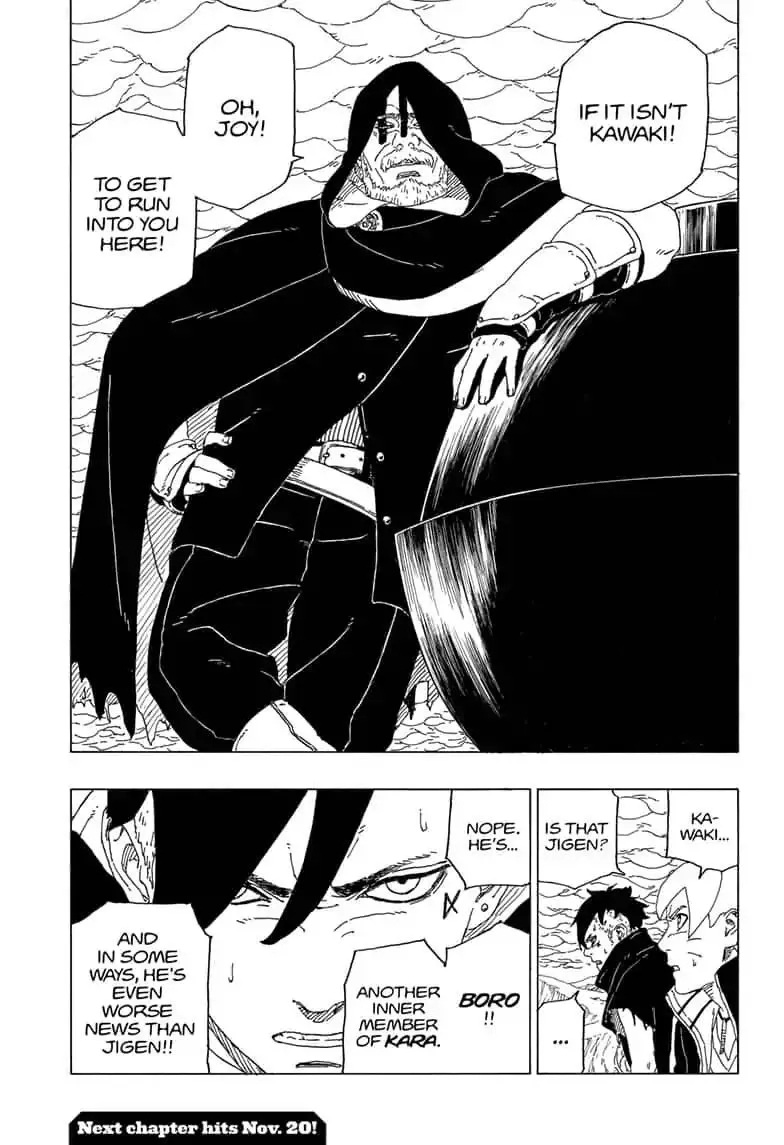 IF IT ISN'T
KAWAKI!
OH,
JOY!
TO GET
TO RUN
INTO YOU
HERE!
KA-
WAKI...
IS THAT
JIGEN?
...
NOPE.
HE'S...
BORO
!!
ANOTHER
INNER
MEMBER
OF KARA.
AND
IN SOME
WAYS, HE'S
EVEN
WORSE
NEWS THAN
JIGEN!!
Next chapter hits Nov. 20!